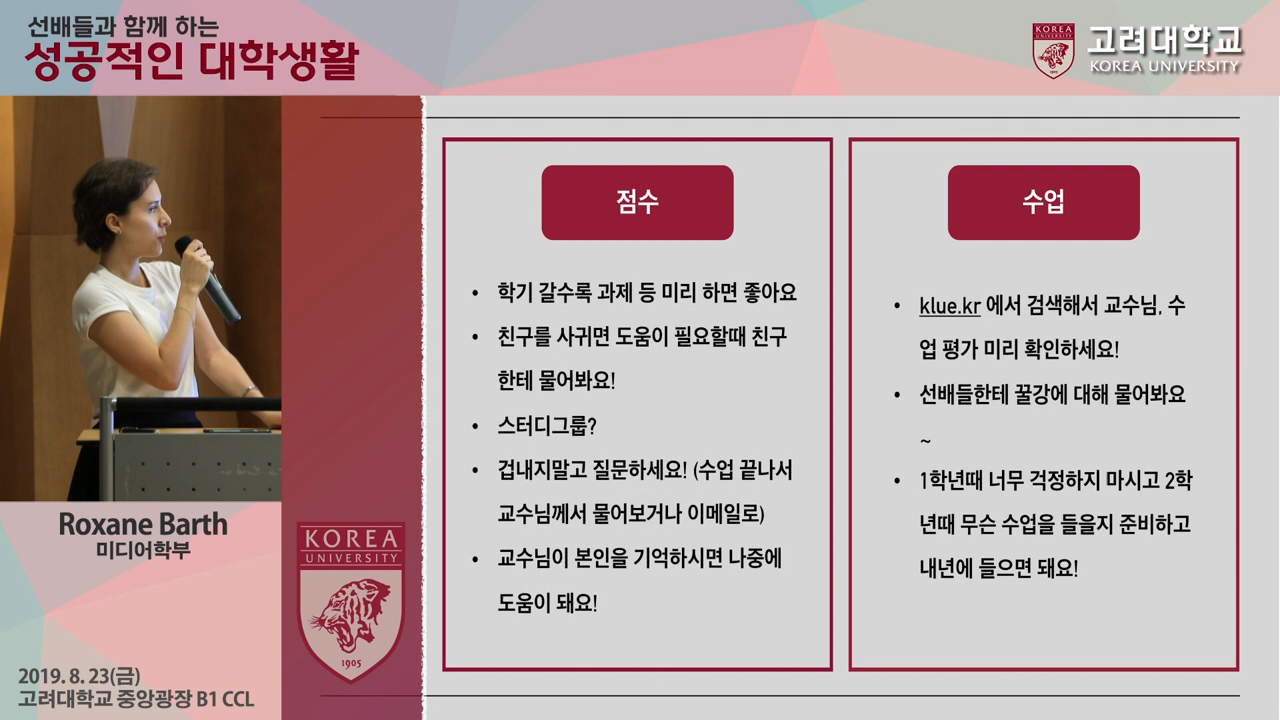 선배들과 함께 하는
성공적인 대학생활
KOREA
UNIVERSITY
1905
고려대학교
KOREA UNIVERSITY
Roxane Barth
미디어학부
KOREA
UNIVERSITY
1905
2019. 8. 23(금)
고려대학교 중앙광장 B1 CCL
점수
• 학기 갈수록 과제 등 미리 하면 좋아요
• 친구를 사귀면 도움이 필요할때 친구
한테 물어봐요!
• 스터디그룹?
• 겁내지말고 질문하세요! (수업 끝나서
교수님께서 물어보거나 이메일로)
• 교수님이 본인을 기억하시면 나중에
도움이 돼요!
수업
• klue.kr 에서 검색해서 교수님, 수
업 평가 미리 확인하세요!
• 선배들한테 꿀강에 대해 물어봐요
~
• 1학년때 너무 걱정하지 마시고 2학
년때 무슨 수업을 들을지 준비하고
내년에 들으면 돼요!